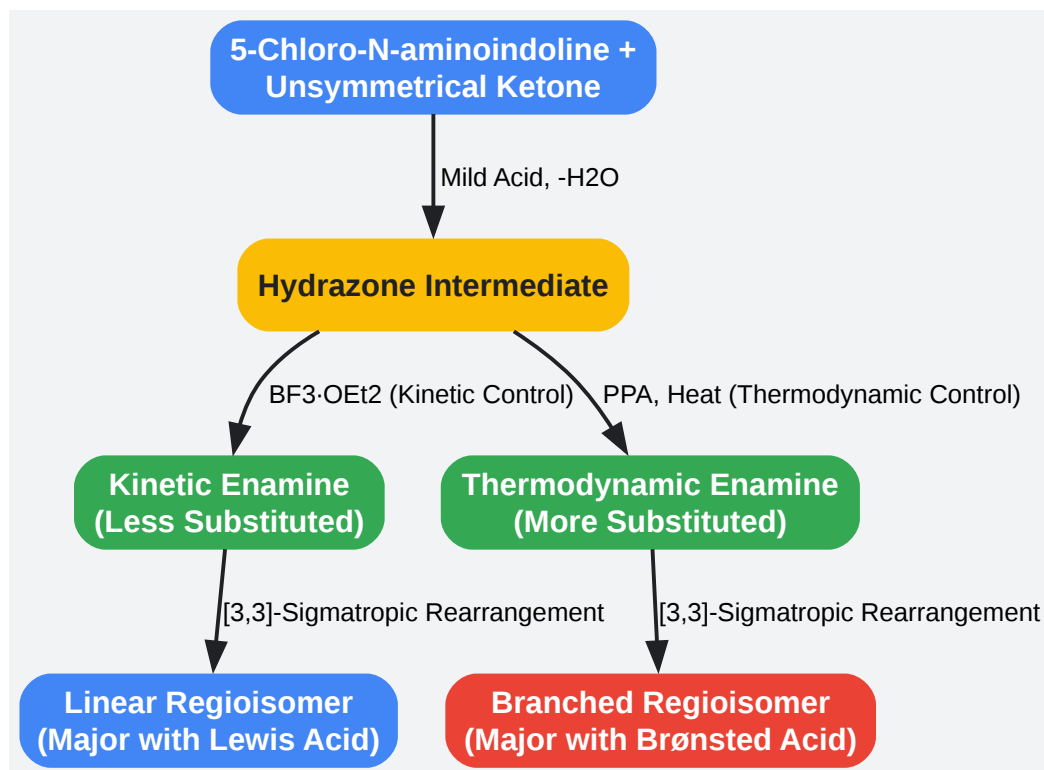 5-Chloro-N-aminoindoline +
Unsymmetrical Ketone
Mild Acid, -H2O
Hydrazone Intermediate
BF3·OEt2 (Kinetic Control)
PPA, Heat (Thermodynamic Control)
Kinetic Enamine
(Less Substituted)
Thermodynamic Enamine
(More Substituted)
[3,3]-Sigmatropic Rearrangement
[3,3]-Sigmatropic Rearrangement
Linear Regioisomer
(Major with Lewis Acid)
Branched Regioisomer
(Major with Brønsted Acid)